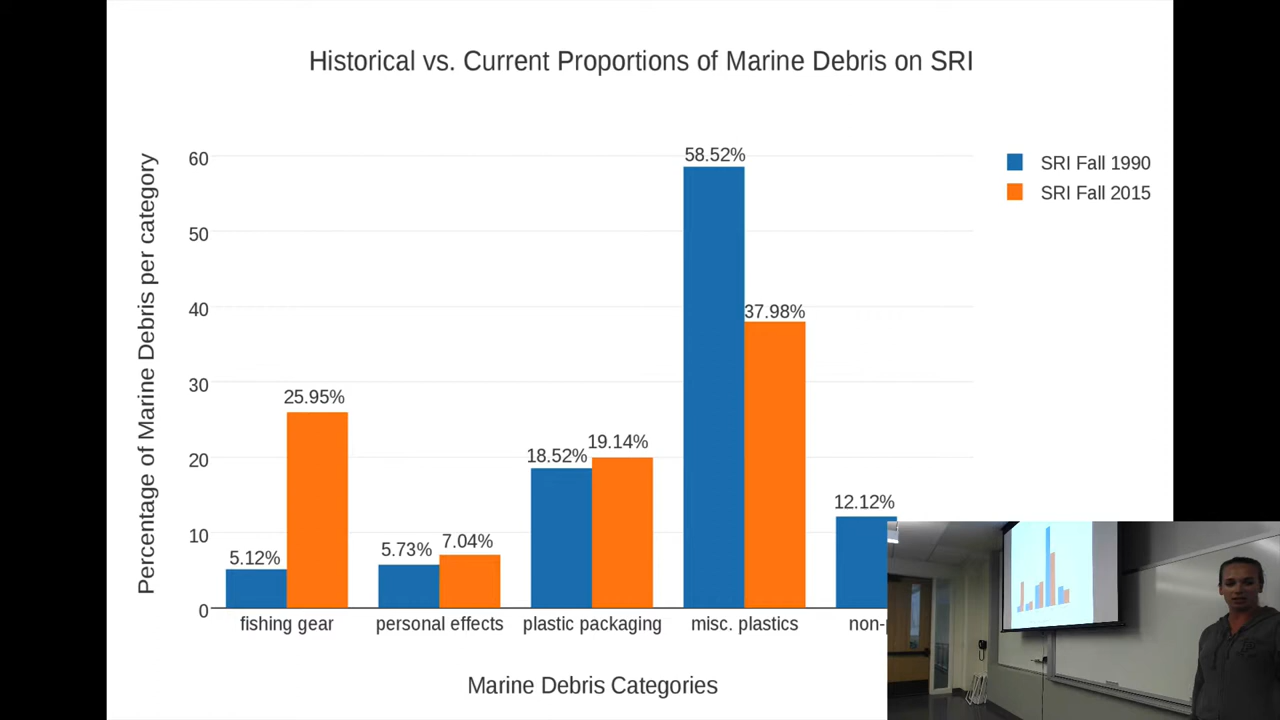 Historical vs. Current Proportions of Marine Debris on SRI
SRI Fall 1990
SRI Fall 2015
Percentage of Marine Debris per category
60
50
40
30
20
10
0
5.12%
25.95%
5.73%
7.04%
18.52%
19.14%
58.52%
37.98%
12.12%
fishing gear
personal effects
plastic packaging
misc. plastics
non-
Marine Debris Categories